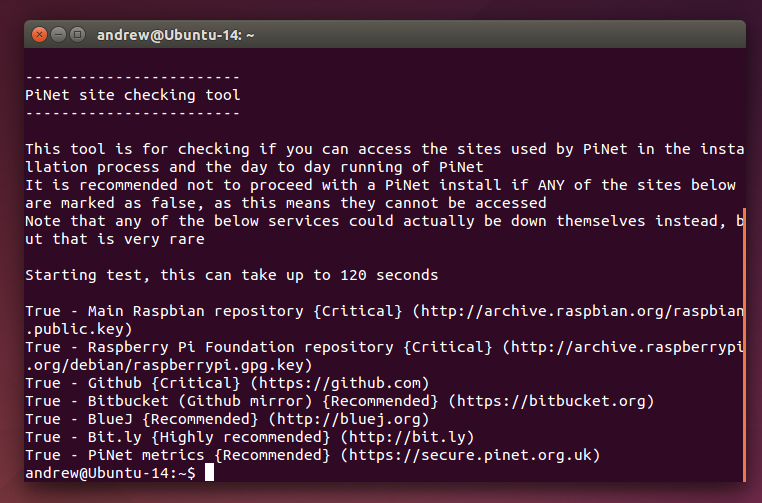 andrew@Ubuntu-14: ~
------------------------
PiNet site checking tool
------------------------
This tool is for checking if you can access the sites used by PiNet in the insta
llation process and the day to day running of PiNet
It is recommended not to proceed with a PiNet install if ANY of the sites below
are marked as false, as this means they cannot be accessed
Note that any of the below services could actually be down themselves instead, b
ut that is very rare
Starting test, this can take up to 120 seconds
True - Main Raspbian repository {Critical} (http://archive.raspbian.org/raspbian
.public.key)
True - Raspberry Pi Foundation repository {Critical} (http://archive.raspberrypi
.org/debian/raspberrypi.gpg.key)
True - Github {Critical} (https://github.com)
True - Bitbucket (Github mirror) {Recommended} (https://bitbucket.org)
True - BlueJ {Recommended} (http://bluej.org)
True - Bit.ly {Highly recommended} (http://bit.ly)
True - PiNet metrics {Recommended} (https://secure.pinet.org.uk)
andrew@Ubuntu-14:~$